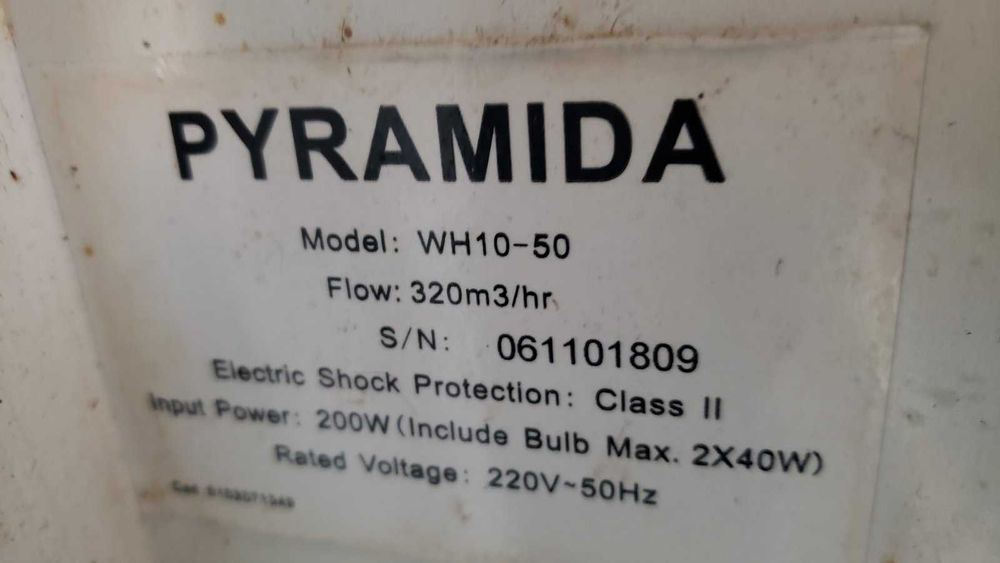 PYRAMIDA
Model: WH10-50
Flow: 320m3/hr
S/N: 061101809
Electric Shock Protection: Class II
Input Power: 200W(Include Bulb Max. 2X40W)
Rated Voltage: 220V~50Hz